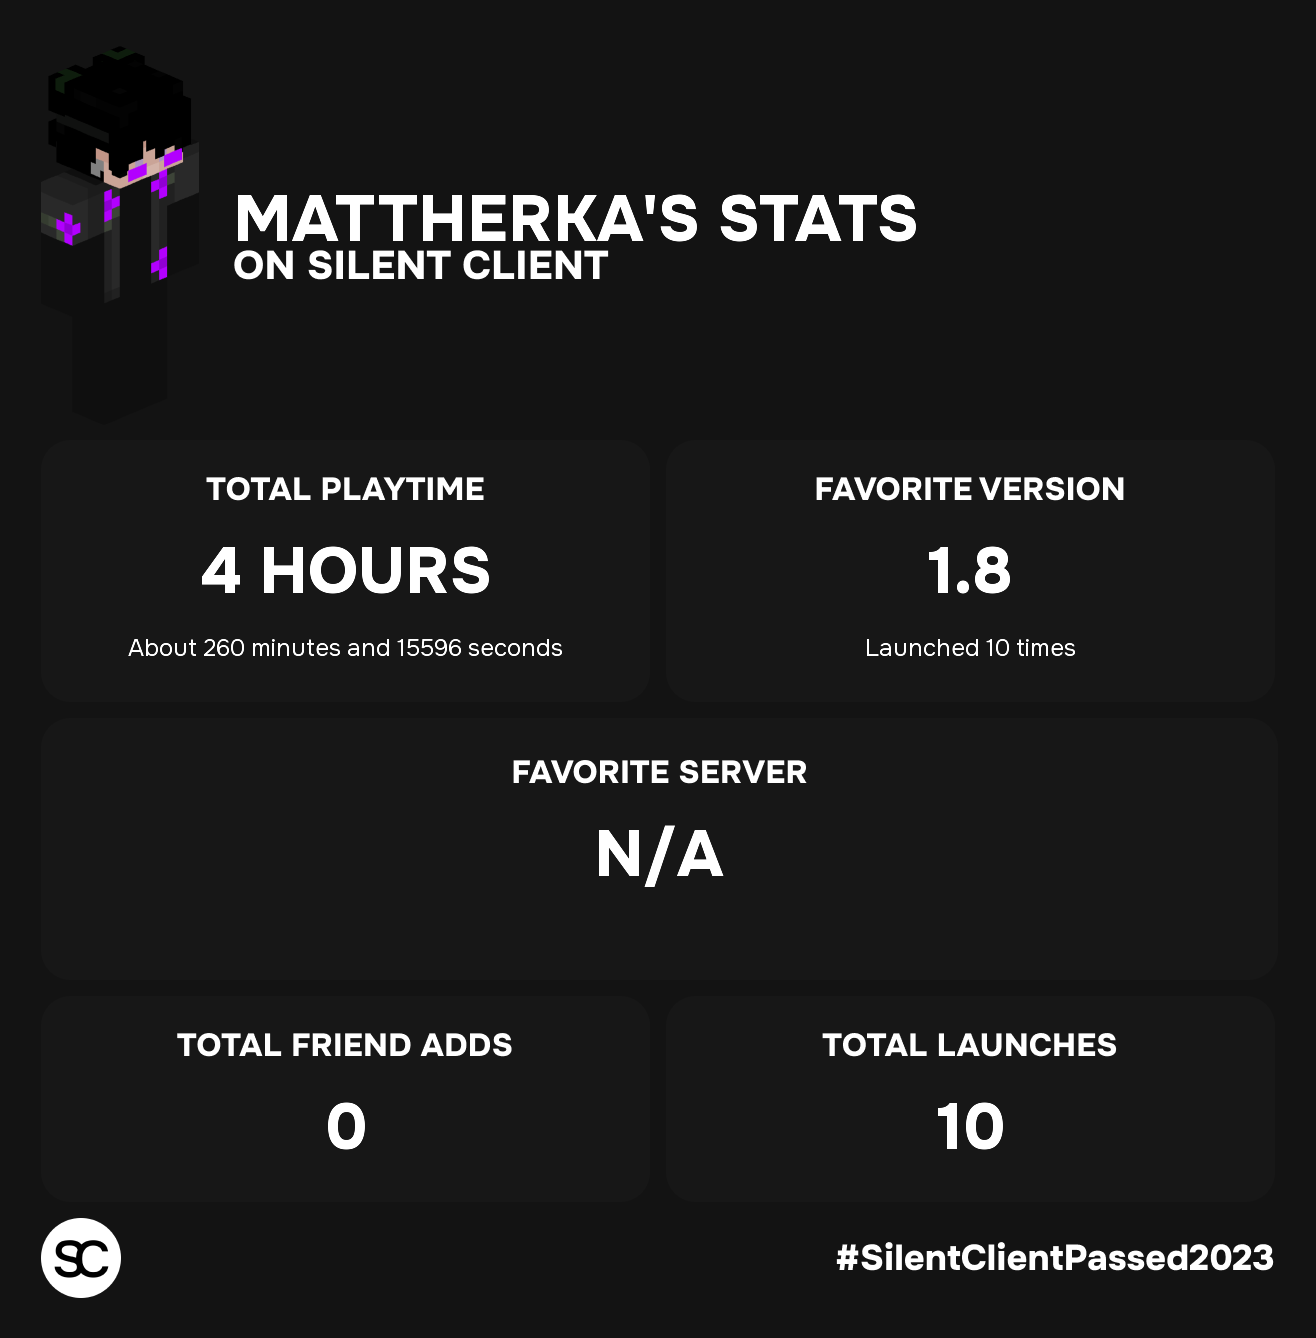 MATTHERKA'S STATS
ON SILENT CLIENT
TOTAL PLAYTIME
4 HOURS
About 260 minutes and 15596 seconds
FAVORITE VERSION
1.8
Launched 10 times
FAVORITE SERVER
N/A
TOTAL FRIEND ADDS
0
TOTAL LAUNCHES
10
SC
#SilentClientPassed2023